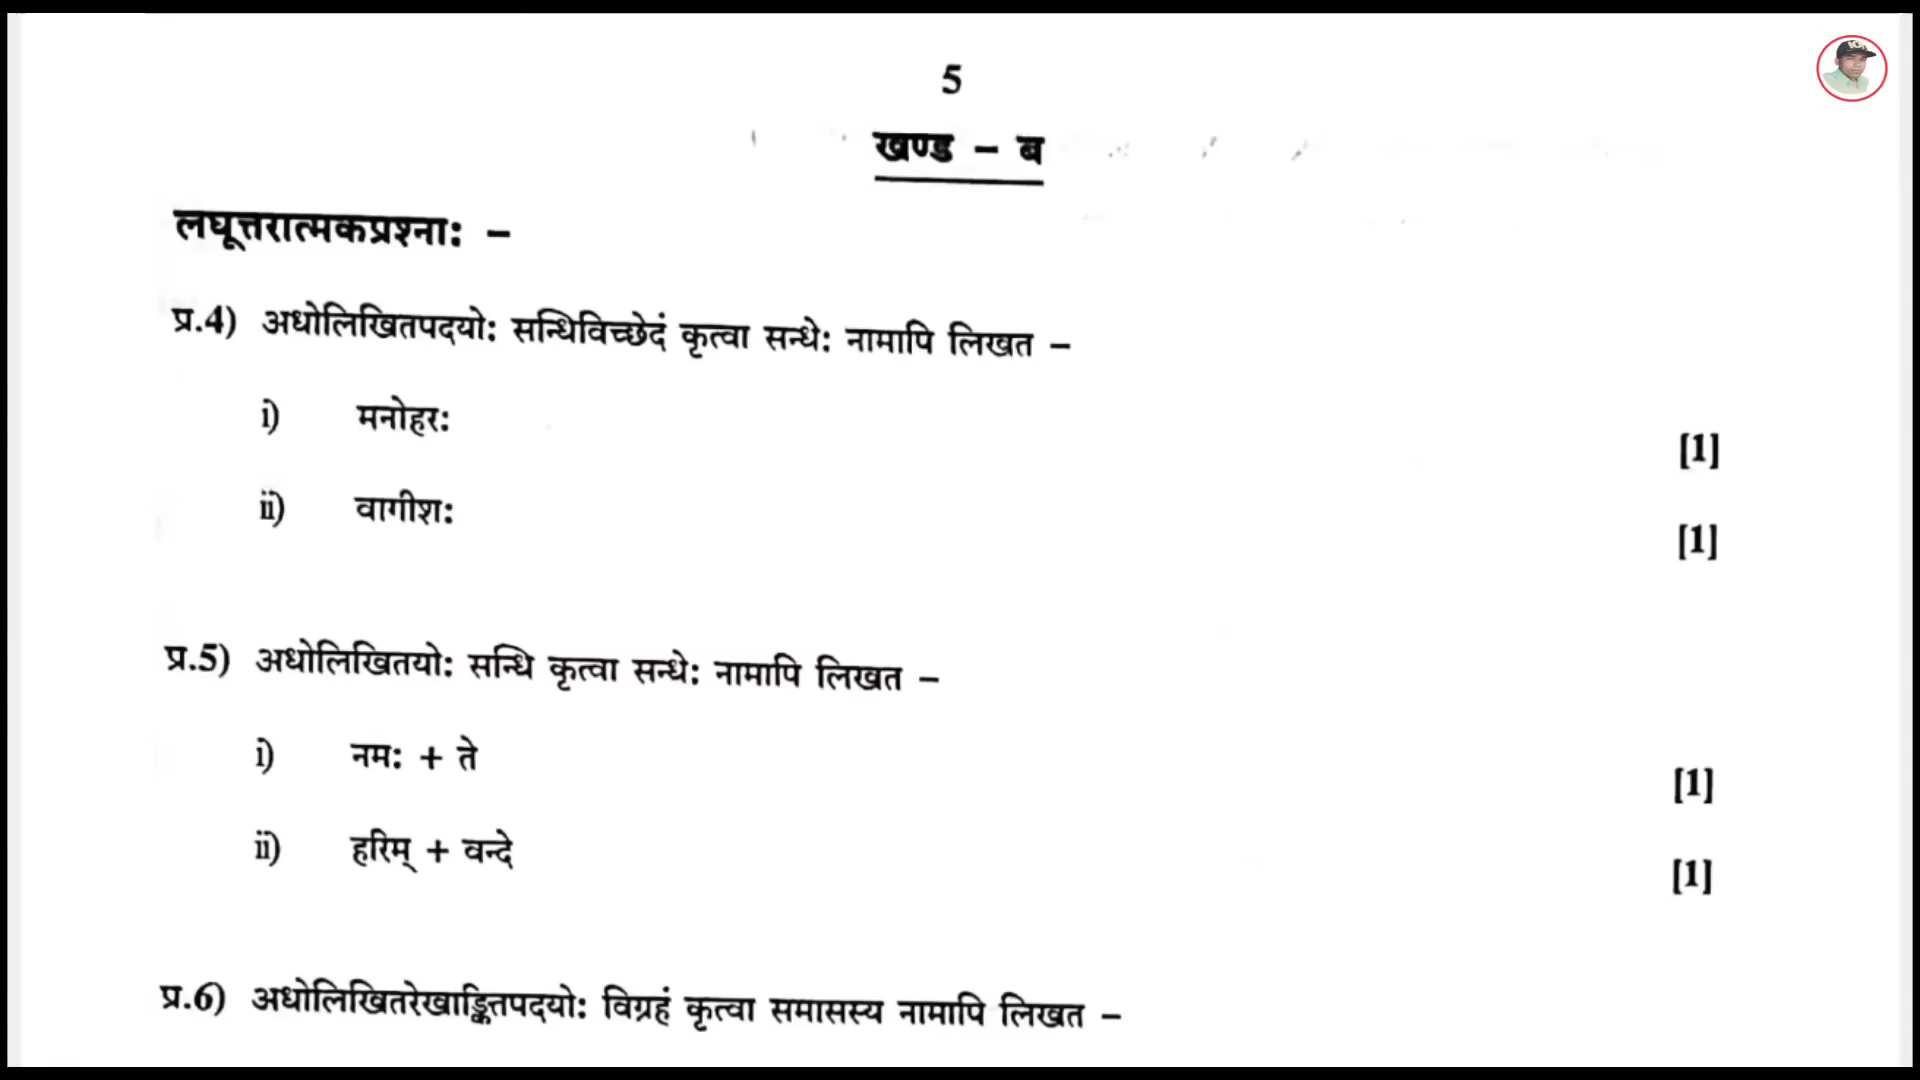 5
खण्ड - ब
लघूत्तरात्मकप्रश्नाः -
प्र.4) अधोलिखितपदयोः सन्धिविच्छेदं कृत्वा सन्धेः नामापि लिखत -
i) मनोहरः [1]
ii) वागीशः [1]
प्र.5) अधोलिखितयोः सन्धि कृत्वा सन्धेः नामापि लिखत -
i) नमः + ते [1]
ii) हरिम् + वन्दे [1]
प्र.6) अधोलिखितरेखाङ्कितपदयोः विग्रहं कृत्वा समासस्य नामापि लिखत -